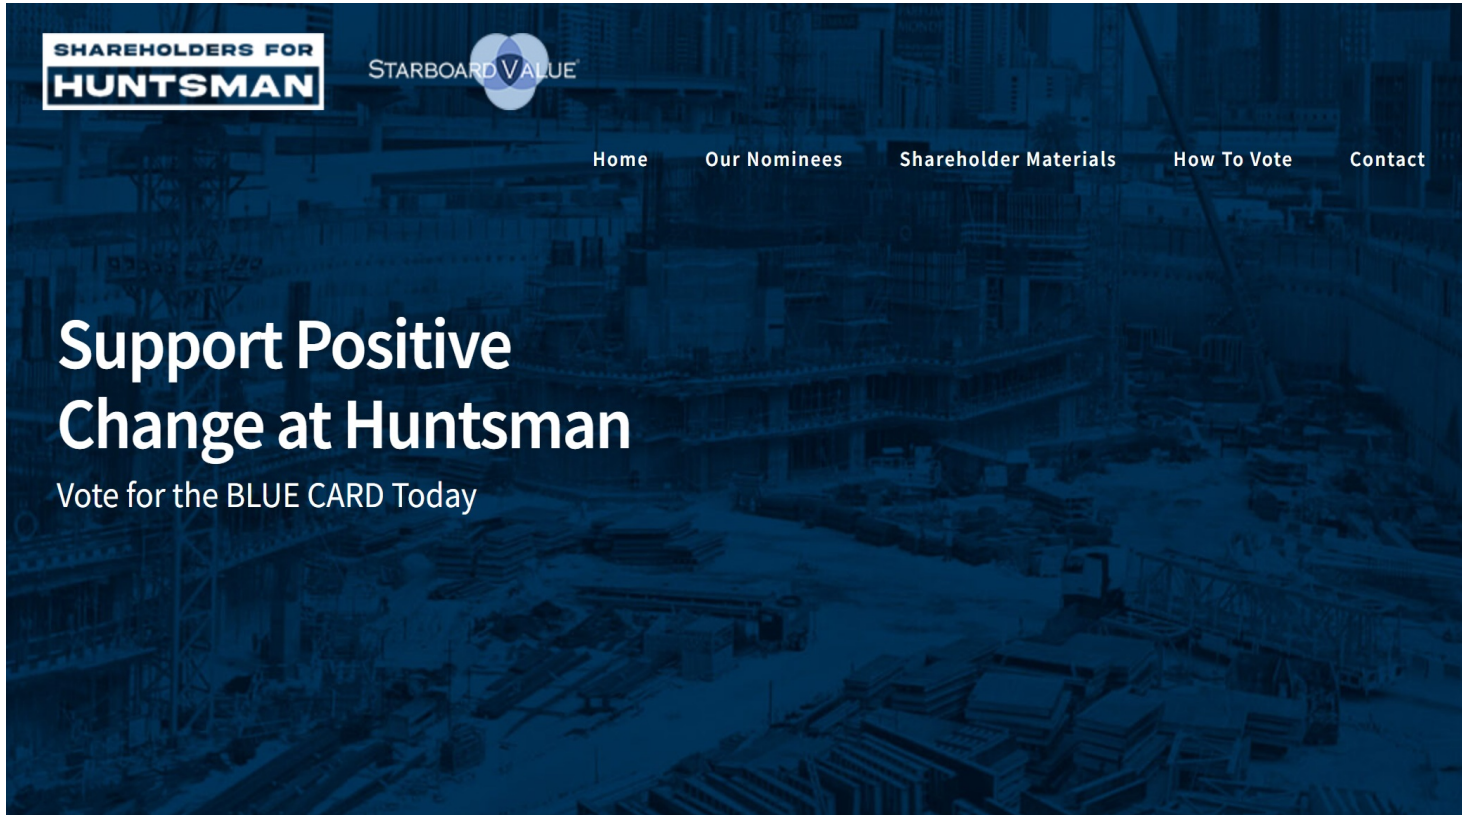 SHAREHOLDERS FOR
HUNTSMAN
STARBOARD VALUE
Home
Our Nominees
Shareholder Materials
How To Vote
Contact
Support Positive
Change at Huntsman
Vote for the BLUE CARD Today